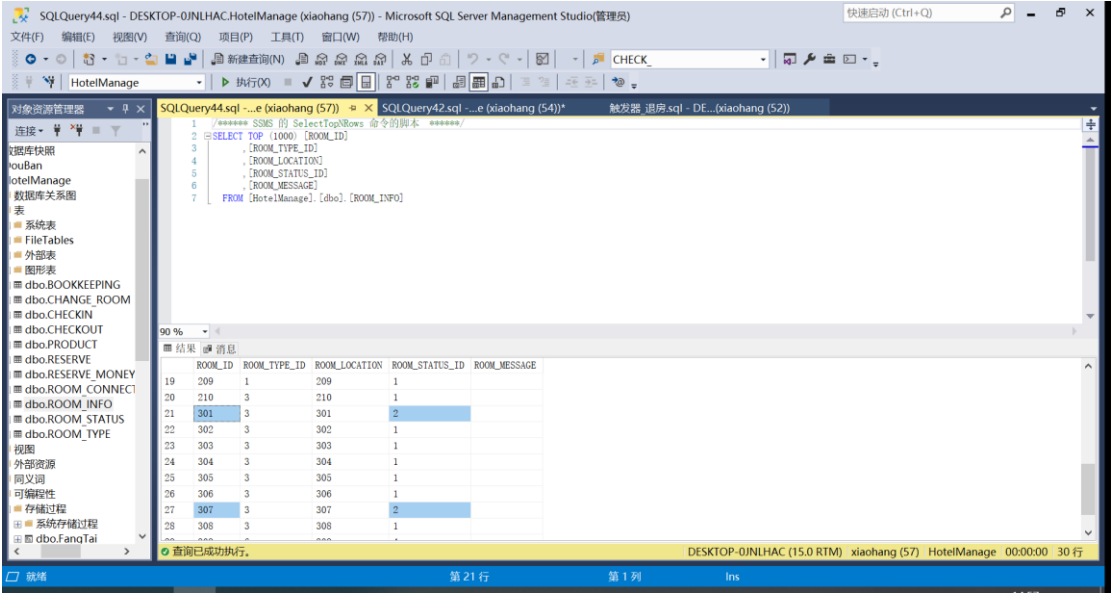 SQLQuery44.sql - DESKTOP-0JNLHAC.HotelManage (xiaohang (57)) - Microsoft SQL Server Management Studio(管理员)
快速启动 (Ctrl+Q)
文件(F) 编辑(E) 视图(V) 查询(Q) 项目(P) 工具(T) 窗口(W) 帮助(H)
新建查询(N) CHECK_
HotelManage 执行(X)
对象资源管理器
连接
数据库快照
ouBan
lotelManage
数据库关系图
表
系统表
FileTables
外部表
图形表
dbo.BOOKKEEPING
dbo.CHANGE_ROOM
dbo.CHECKIN
dbo.CHECKOUT
dbo.PRODUCT
dbo.RESERVE
dbo.RESERVE_MONEY
dbo.ROOM_CONNECT
dbo.ROOM_INFO
dbo.ROOM_STATUS
dbo.ROOM_TYPE
视图
外部资源
同义词
可编程性
存储过程
系统存储过程
dbo.FangTai
SQLQuery44.sql -...e (xiaohang (57)) SQLQuery42.sql -...e (xiaohang (54))* 触发器_退房.sql - DE...(xiaohang (52))
1 /****** SSMS 的 SelectTopNRows 命令的脚本 ******/
2 SELECT TOP (1000) [ROOM_ID]
3 ,[ROOM_TYPE_ID]
4 ,[ROOM_LOCATION]
5 ,[ROOM_STATUS_ID]
6 ,[ROOM_MESSAGE]
7 FROM [HotelManage].[dbo].[ROOM_INFO]
90 %
结果 消息
ROOM_ID ROOM_TYPE_ID ROOM_LOCATION ROOM_STATUS_ID ROOM_MESSAGE
19 209 1 209 1
20 210 3 210 1
21 301 3 301 2
22 302 3 302 1
23 303 3 303 1
24 304 3 304 1
25 305 3 305 1
26 306 3 306 1
27 307 3 307 2
28 308 3 308 1
查询已成功执行。 DESKTOP-0JNLHAC (15.0 RTM) xiaohang (57) HotelManage 00:00:00 30 行
就绪 第 21 行 第 1 列 Ins